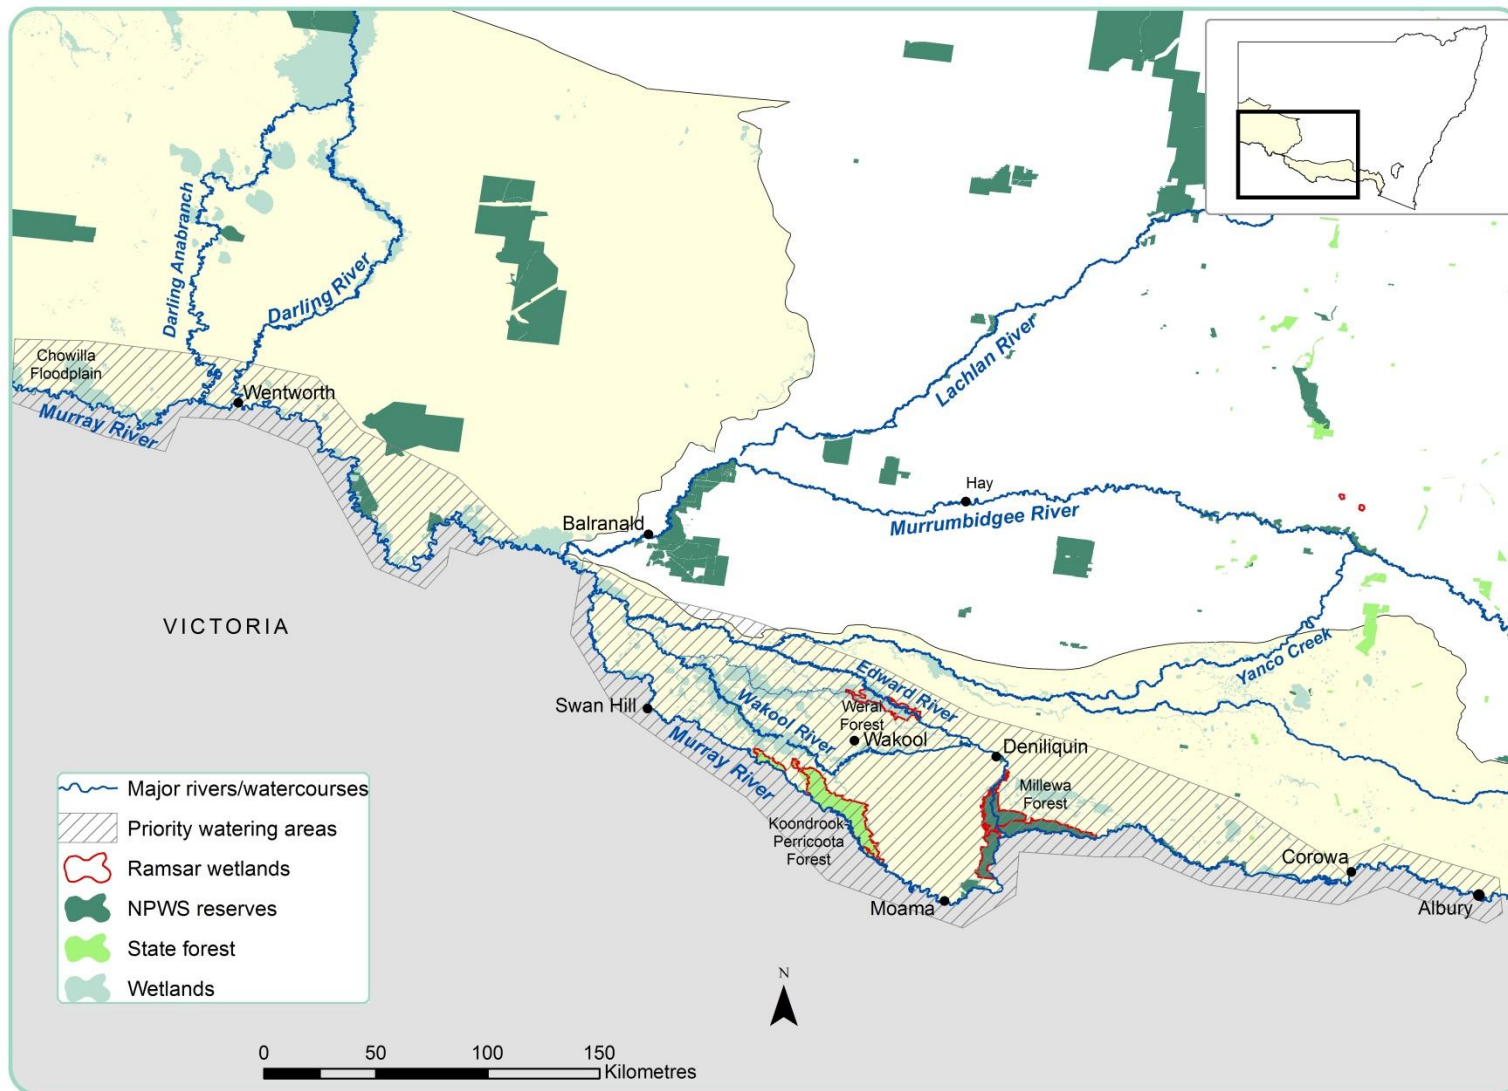 Darling Anabranch
Darling River
Chowilla
Floodplain
Wentworth
Murray River
Lachlan River
Hay
Murrumbidgee River
Balranald
VICTORIA
Yanco Creek
Edward River
Swan Hill
Wakool River
Werai
Forest
Wakool
Murray River
Deniliquin
Millewa
Forest
Koondrook-
Perricoota
Forest
Corowa
Moama
Albury
Major rivers/watercourses
Priority watering areas
Ramsar wetlands
NPWS reserves
State forest
Wetlands
N
0 50 100 150
Kilometres